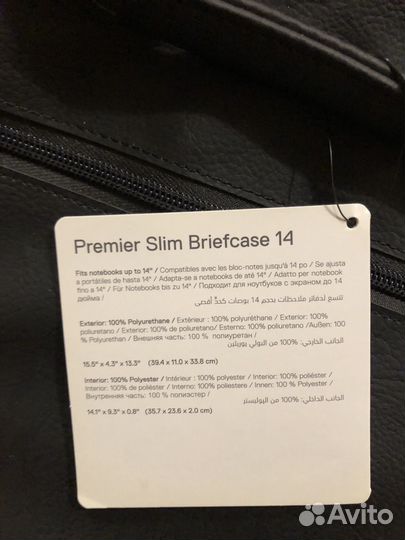 Premier Slim Briefcase 14
Fits notebooks up to 14" / Compatibles avec les bloc-notes jusqu'à 14 po / Se ajusta
a portátiles de hasta 14" / Adapta-se a notebooks de até 14" / Adatto per notebook
fino a 14" / Für Notebooks bis zu 14" / Подходит для ноутбуков с экраном до 14
дюйма /
تتسع لدفاتر ملاحظات بحجم 14 بوصات كحدٍّ أقصى
Exterior: 100% Polyurethane / Extérieur : 100% polyuréthane / Exterior: 100%
poliuretano / Exterior: 100% de poliuretano/ Esterno: 100% poliuretano /Außen: 100
% Polyurethan / Внешняя часть: 100 % полиуретан /
الجانب الخارجي: %100 من البولي يوريثين
15.5" x 4.3" x 13.3" (39.4 x 11.0 x 33.8 cm)
Interior: 100% Polyester / Intérieur : 100% polyester / Interior: 100% poliéster /
Interior: 100% de poliéster / Interno: 100% poliestere / Innen: 100 % Polyester /
Внутренняя часть: 100 % полиэстер /
الجانب الداخلي: %100 من البوليستر
14.1" x 9.3" x 0.8" (35.7 x 23.6 x 2.0 cm)
Avito